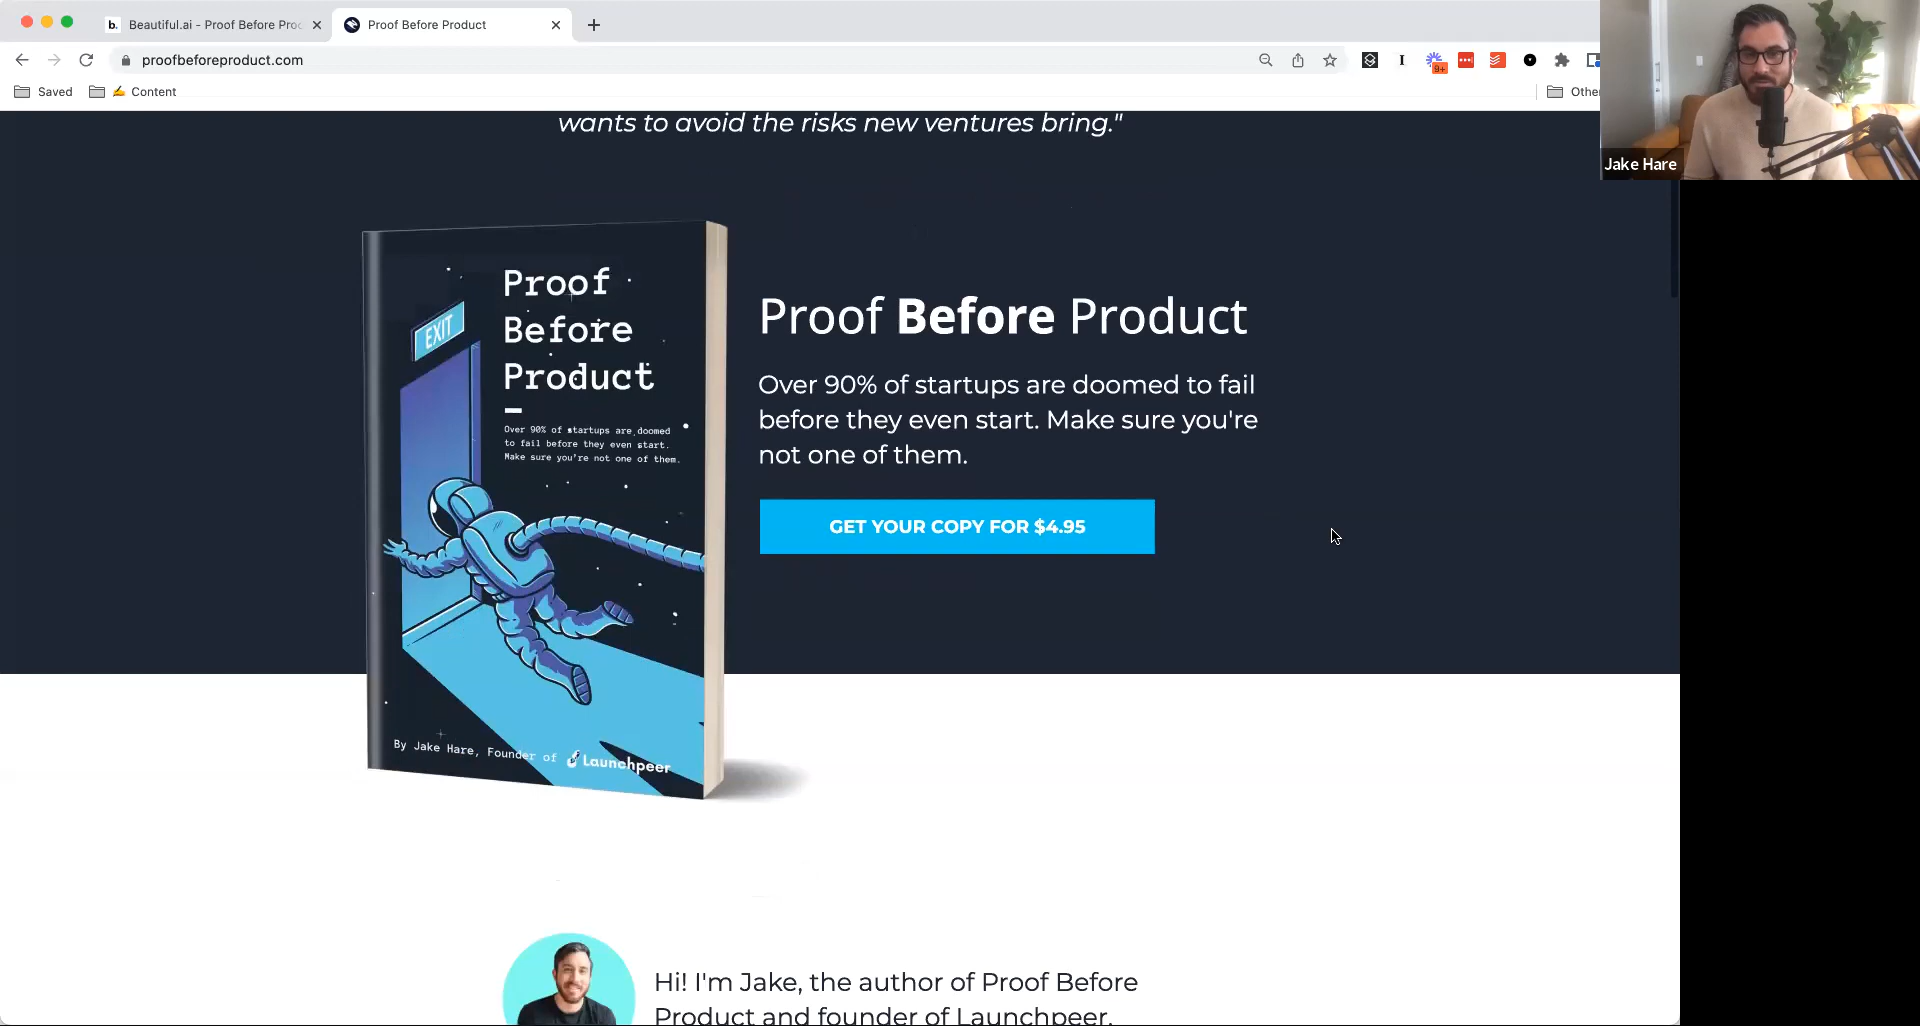 Beautiful.ai - Proof Before Proc
Proof Before Product
proofbeforeproduct.com
9+
Saved
Content
Other
Jake Hare
wants to avoid the risks new ventures bring."
EXIT
Proof
Before
Product
Over 90% of startups are doomed
to fail before they even start.
Make sure you're not one of them.
By Jake Hare, Founder of Launchpeer
Proof Before Product
Over 90% of startups are doomed to fail
before they even start. Make sure you're
not one of them.
GET YOUR COPY FOR $4.95
Hi! I'm Jake, the author of Proof Before
Product and founder of Launchpeer.